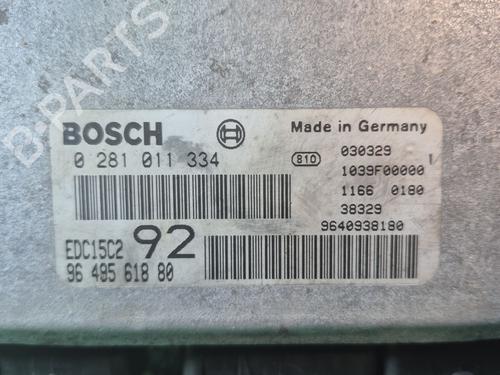 BOSCH
Made in Germany
0 281 011 334
B10
030329
1039F00000
1166 0180
38329
9640938180
EDC15C2
92
96 495 618 80
B-PARTS